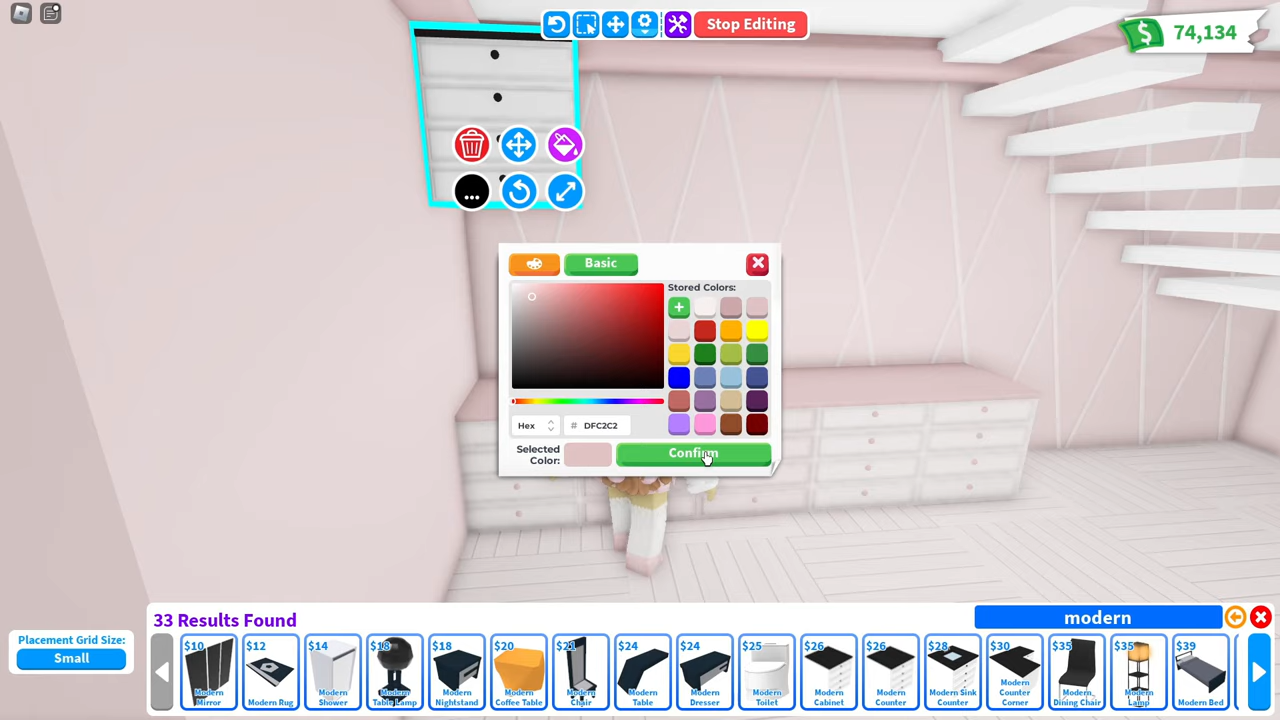 Stop Editing
$ 74,134
...
Basic
Stored Colors:
+
Hex # DFC2C2
Selected
Color:
Confirm
33 Results Found
modern
Placement Grid Size:
Small
$10
Modern
Mirror
$12
Modern Rug
$14
Modern
Shower
$18
Modern
Table Lamp
$18
Modern
Nightstand
$20
Modern
Coffee Table
$21
Modern
Chair
$24
Modern
Table
$24
Modern
Dresser
$25
Modern
Toilet
$26
Modern
Cabinet
$26
Modern
Counter
$28
Modern Sink
Counter
$30
Modern
Counter
Corner
$35
Modern
Dining Chair
$35
Modern
Lamp
$39
Modern Bed